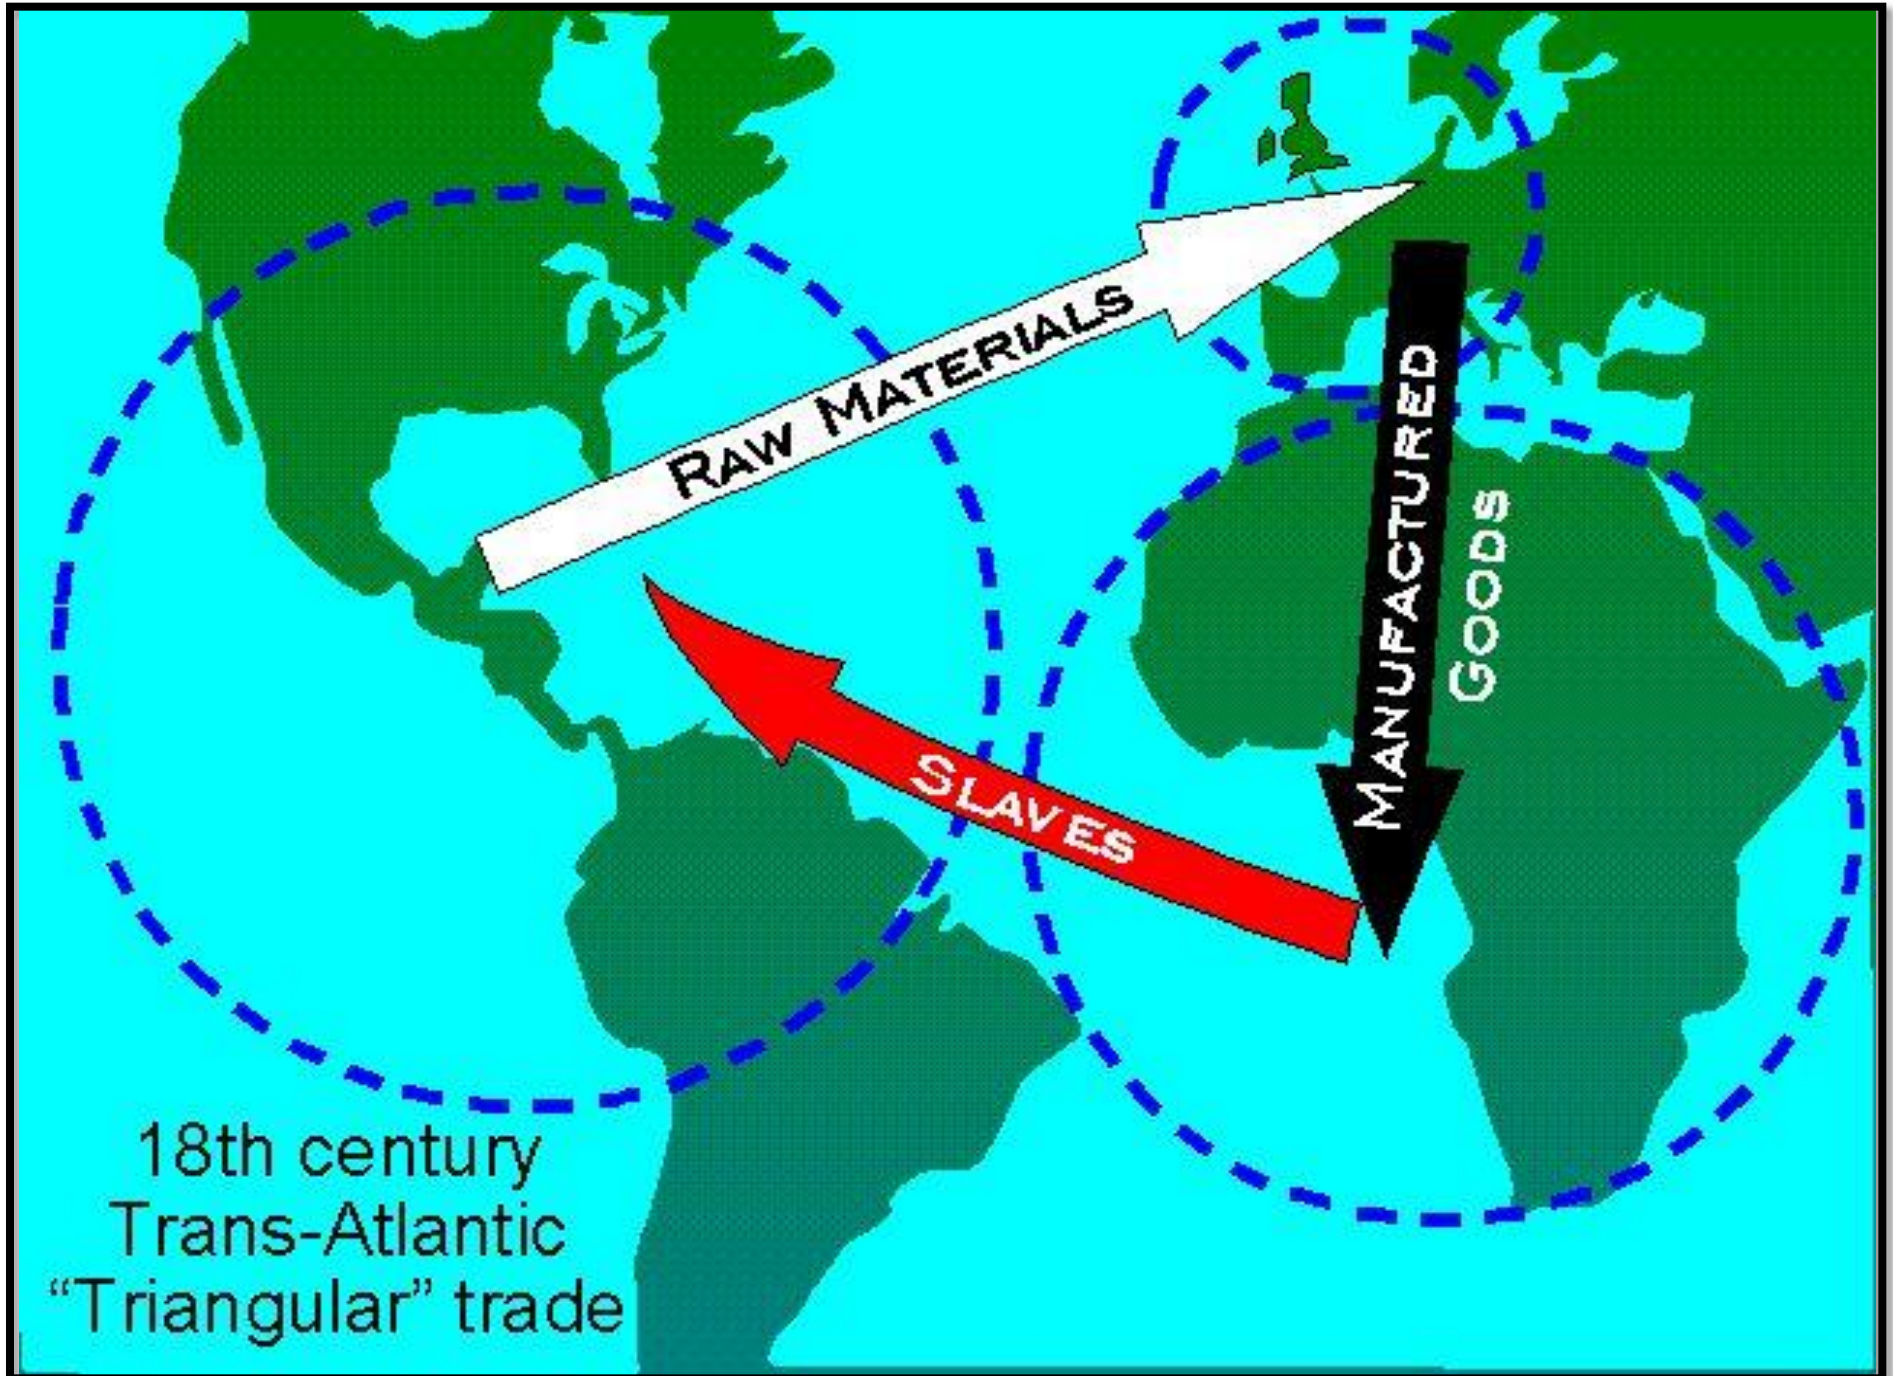 RAW MATERIALS
MANUFACTURED
GOODS
SLAVES
18th century
Trans-Atlantic
“Triangular” trade